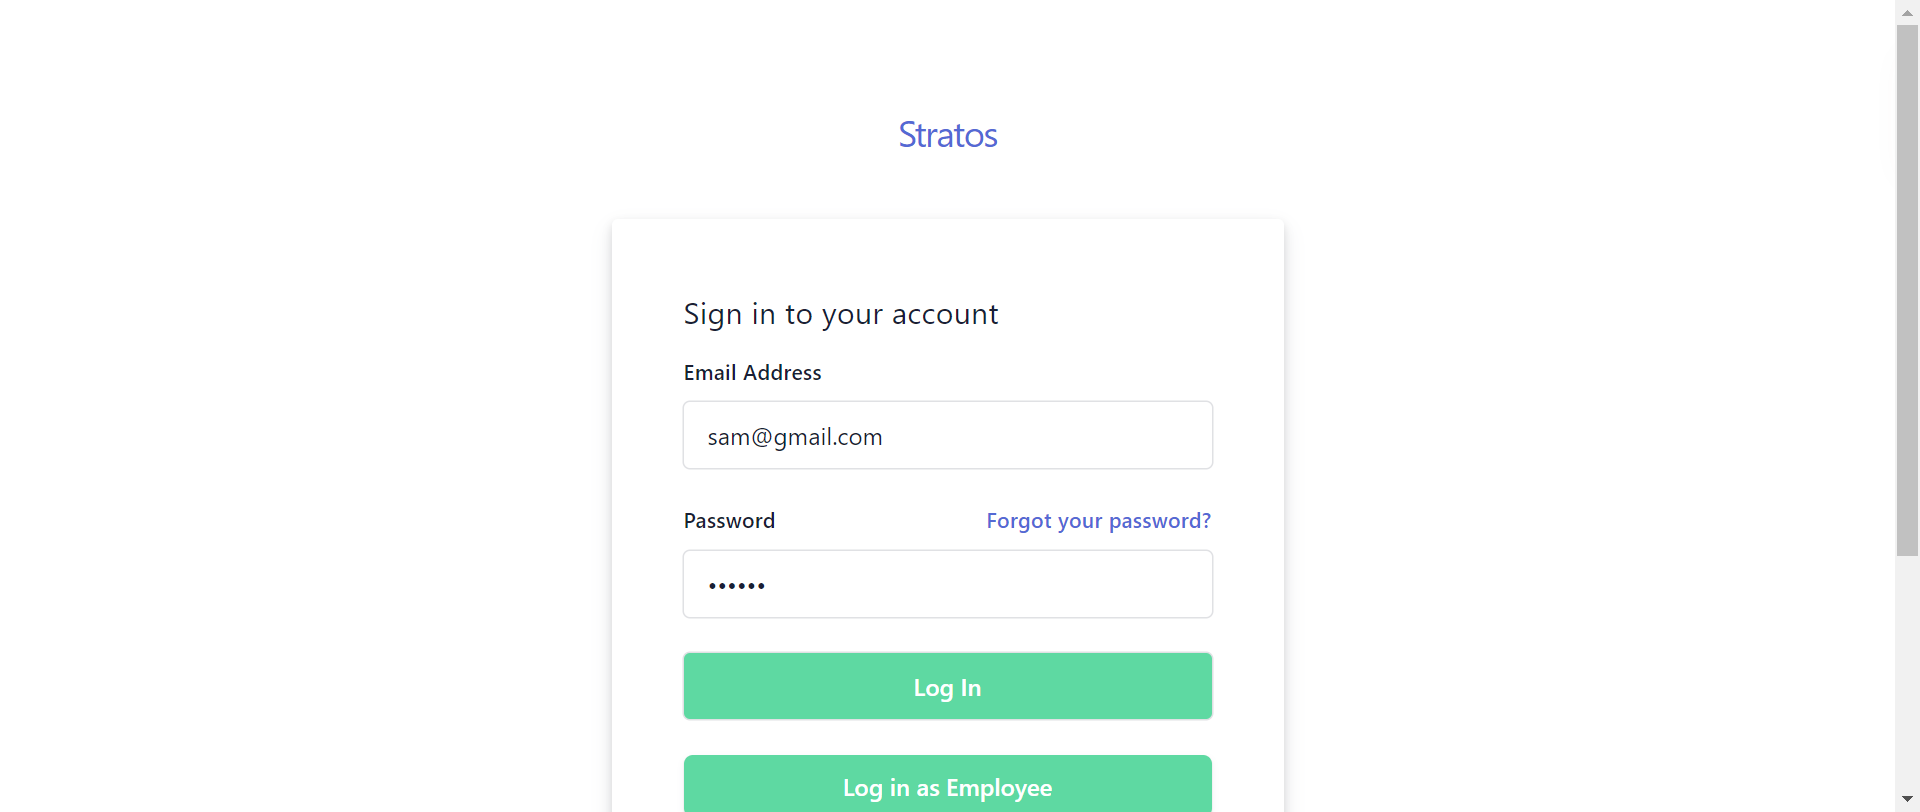 Stratos
Sign in to your account
Email Address
sam@gmail.com
Password Forgot your password?
••••••
Log In
Log in as Employee